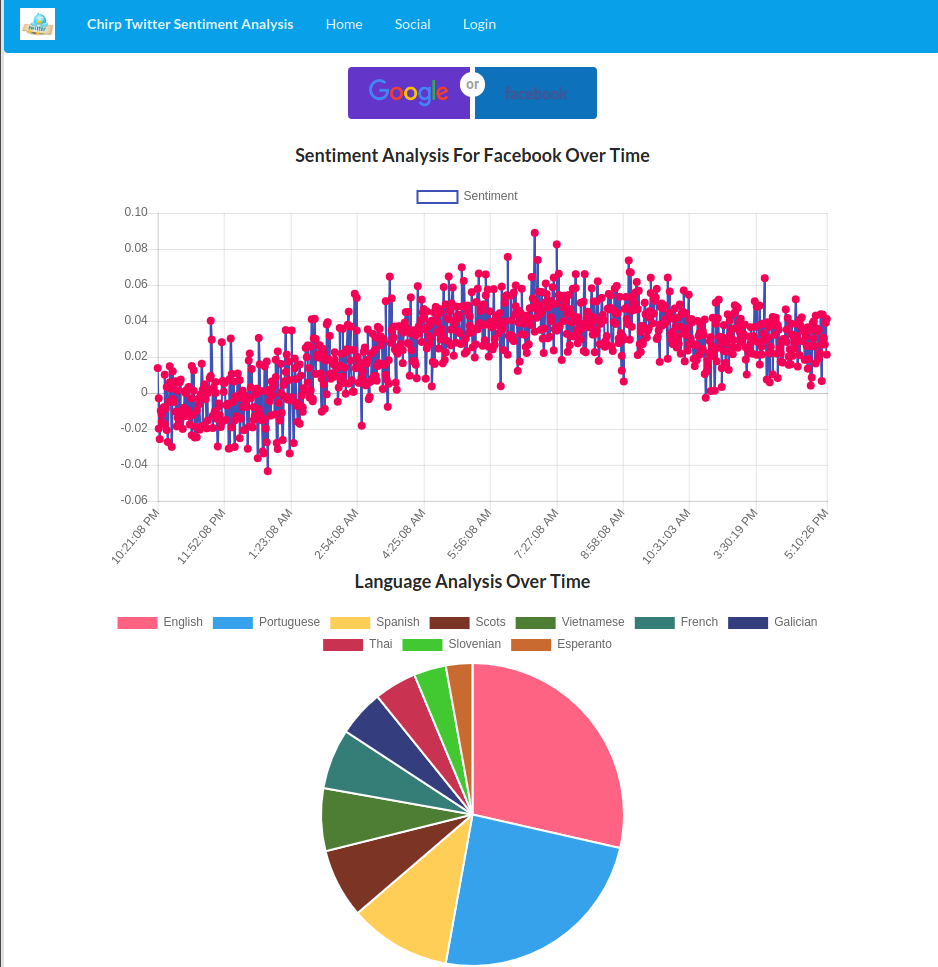 Chirp Twitter Sentiment Analysis Home Social Login
Google or facebook
Sentiment Analysis For Facebook Over Time
Sentiment
0.10
0.08
0.06
0.04
0.02
0
-0.02
-0.04
-0.06
10:21:08 PM 11:52:08 PM 1:23:08 AM 2:54:08 AM 4:25:08 AM 5:56:08 AM 7:27:08 AM 8:58:08 AM 10:31:03 AM 3:30:19 PM 5:10:26 PM
Language Analysis Over Time
English Portuguese Spanish Scots Vietnamese French Galician
Thai Slovenian Esperanto